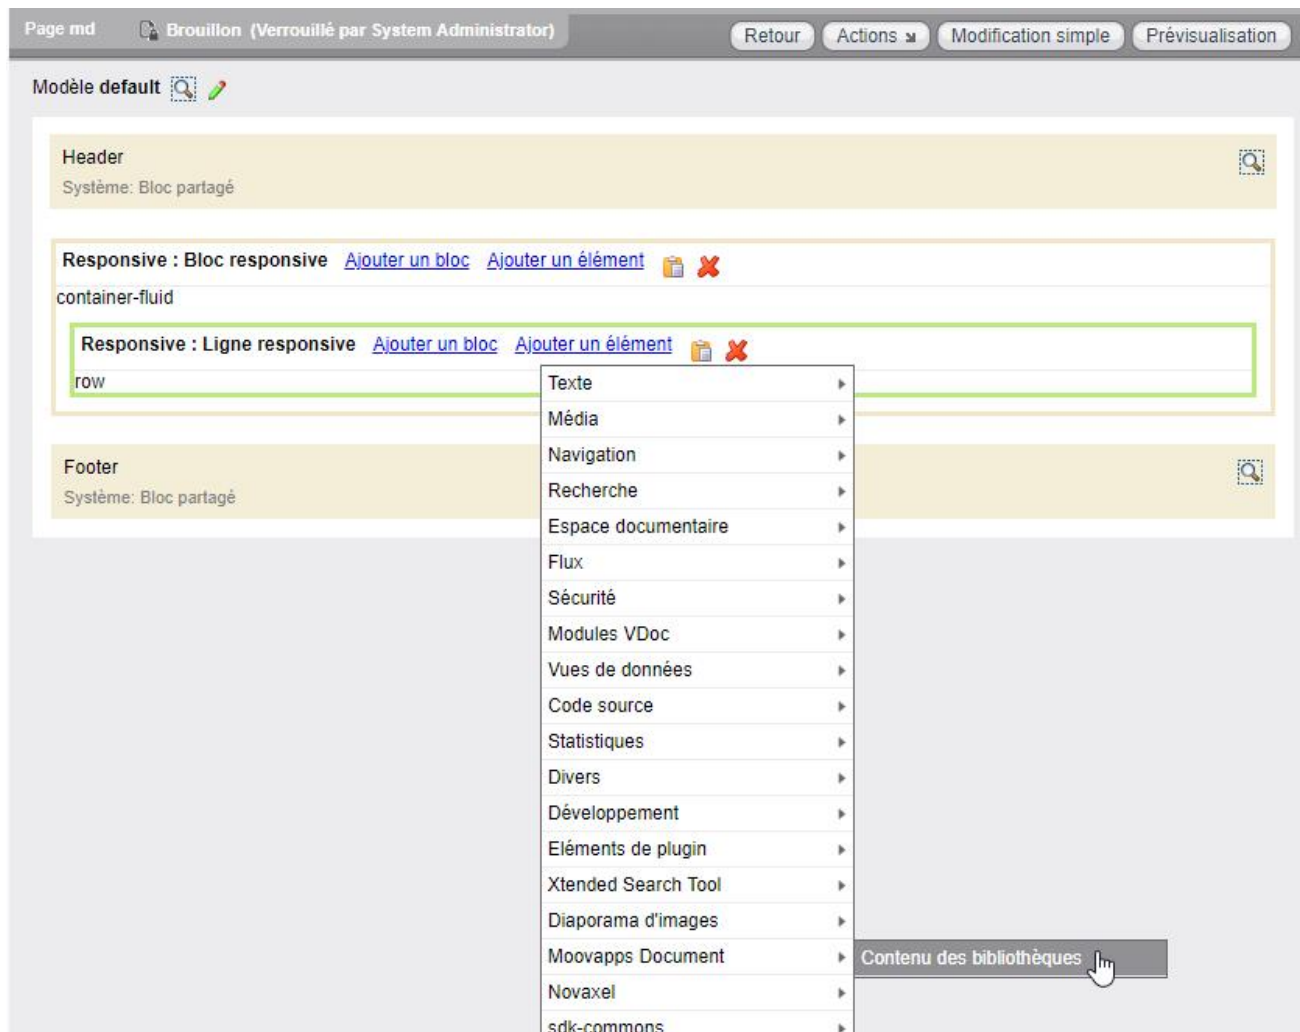 Page md Brouillon (Verrouillé par System Administrator) Retour Actions Modification simple Prévisualisation
Modèle default
Header
Système: Bloc partagé
Responsive : Bloc responsive Ajouter un bloc Ajouter un élément
container-fluid
Responsive : Ligne responsive Ajouter un bloc Ajouter un élément
row
Texte
Média
Navigation
Recherche
Espace documentaire
Flux
Sécurité
Modules VDoc
Vues de données
Code source
Statistiques
Divers
Développement
Eléments de plugin
Xtended Search Tool
Diaporama d'images
Moovapps Document
Contenu des bibliothèques
Novaxel
sdk-commons
Footer
Système: Bloc partagé